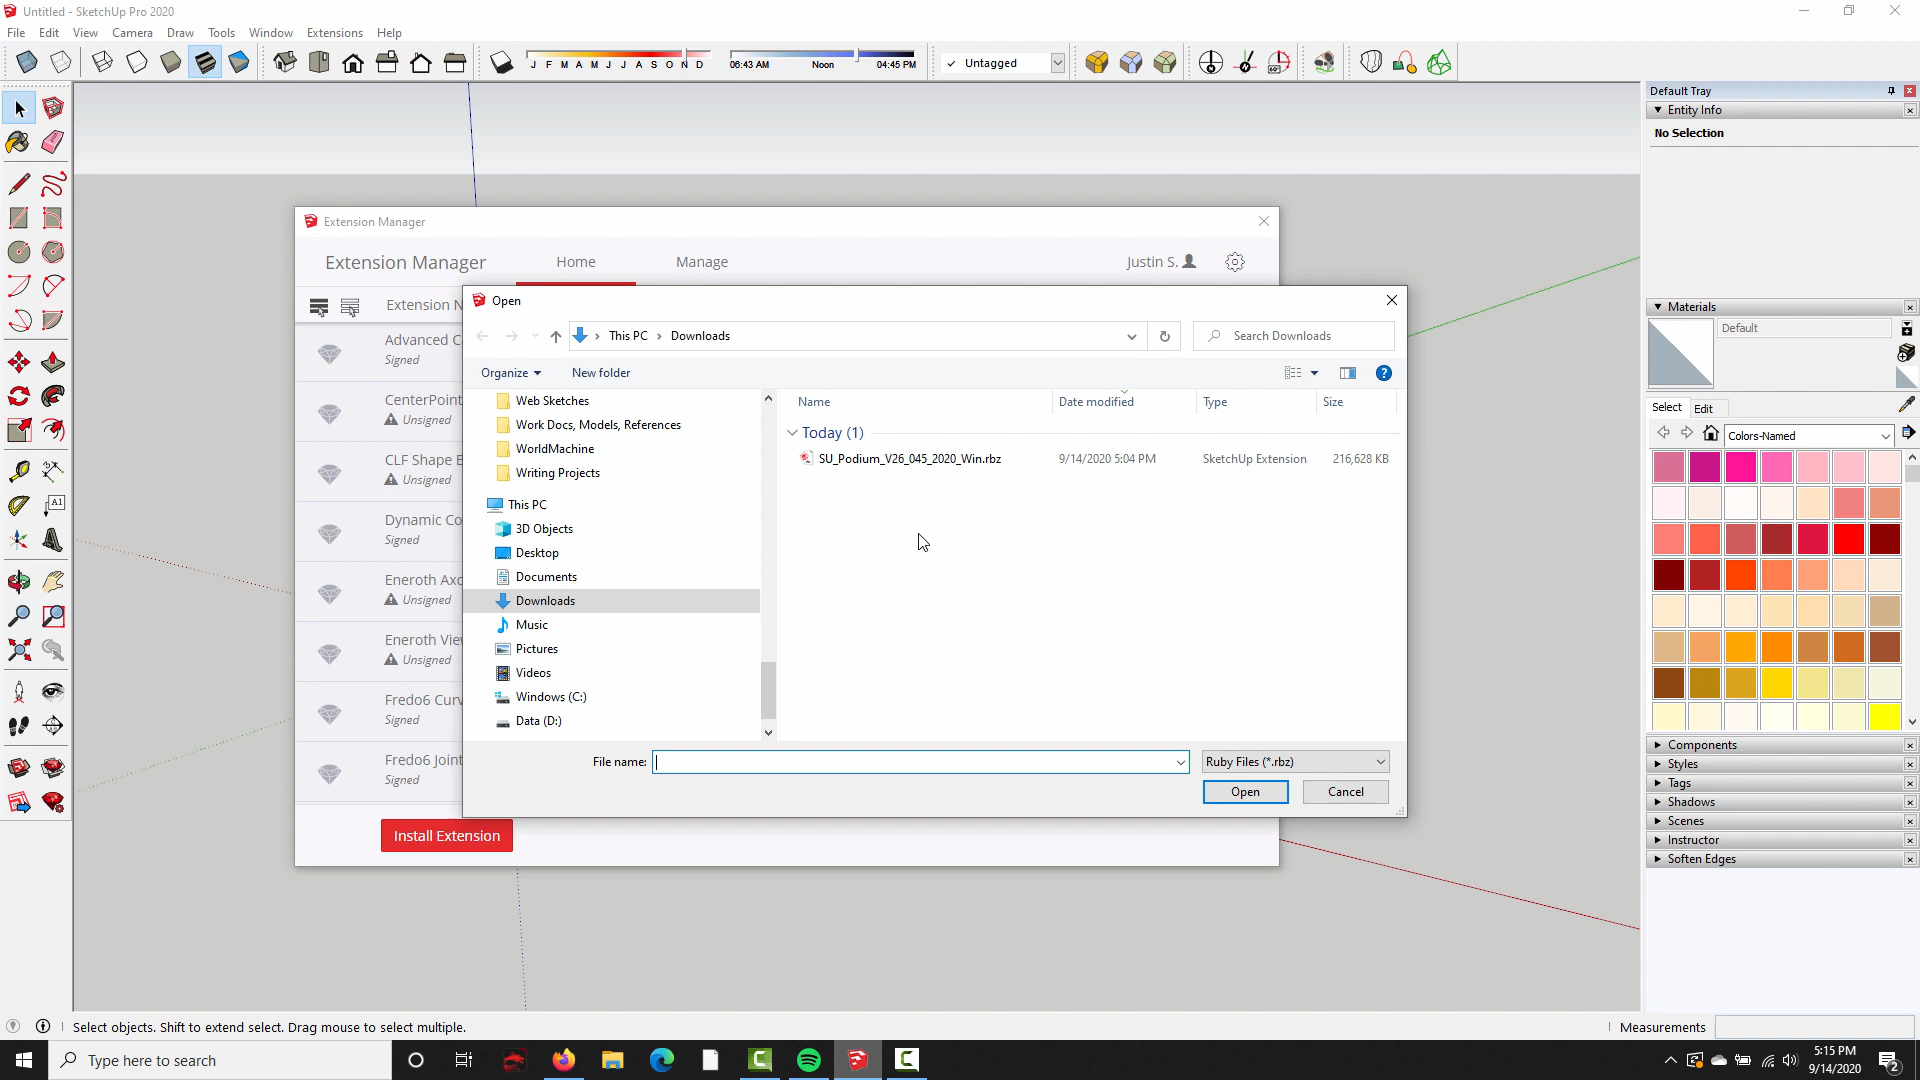 Untitled - SketchUp Pro 2020
File Edit View Camera Draw Tools Window Extensions Help
J F M A M J J A S O N D
06:43 AM Noon 04:45 PM
Untagged
Default Tray
Entity Info
No Selection
Extension Manager
Extension Manager
Home
Manage
Justin S.
Extension N
Advanced C
Signed
CenterPoint
Unsigned
CLF Shape B
Unsigned
Dynamic Co
Signed
Eneroth Axo
Unsigned
Eneroth Vie
Unsigned
Fredo6 Curv
Signed
Fredo6 Joint
Signed
Install Extension
Open
This PC
Downloads
Search Downloads
Organize
New folder
Web Sketches
Work Docs, Models, References
WorldMachine
Writing Projects
This PC
3D Objects
Desktop
Documents
Downloads
Music
Pictures
Videos
Windows (C:)
Data (D:)
Name Date modified Type Size
Today (1)
SU_Podium_V26_045_2020_Win.rbz 9/14/2020 5:04 PM SketchUp Extension 216,628 KB
File name:
Ruby Files (*.rbz)
Open
Cancel
Materials
Default
Select
Edit
Colors-Named
Components
Styles
Tags
Shadows
Scenes
Instructor
Soften Edges
A1
Select objects. Shift to extend select. Drag mouse to select multiple.
Measurements
Type here to search
5:15 PM
9/14/2020
2